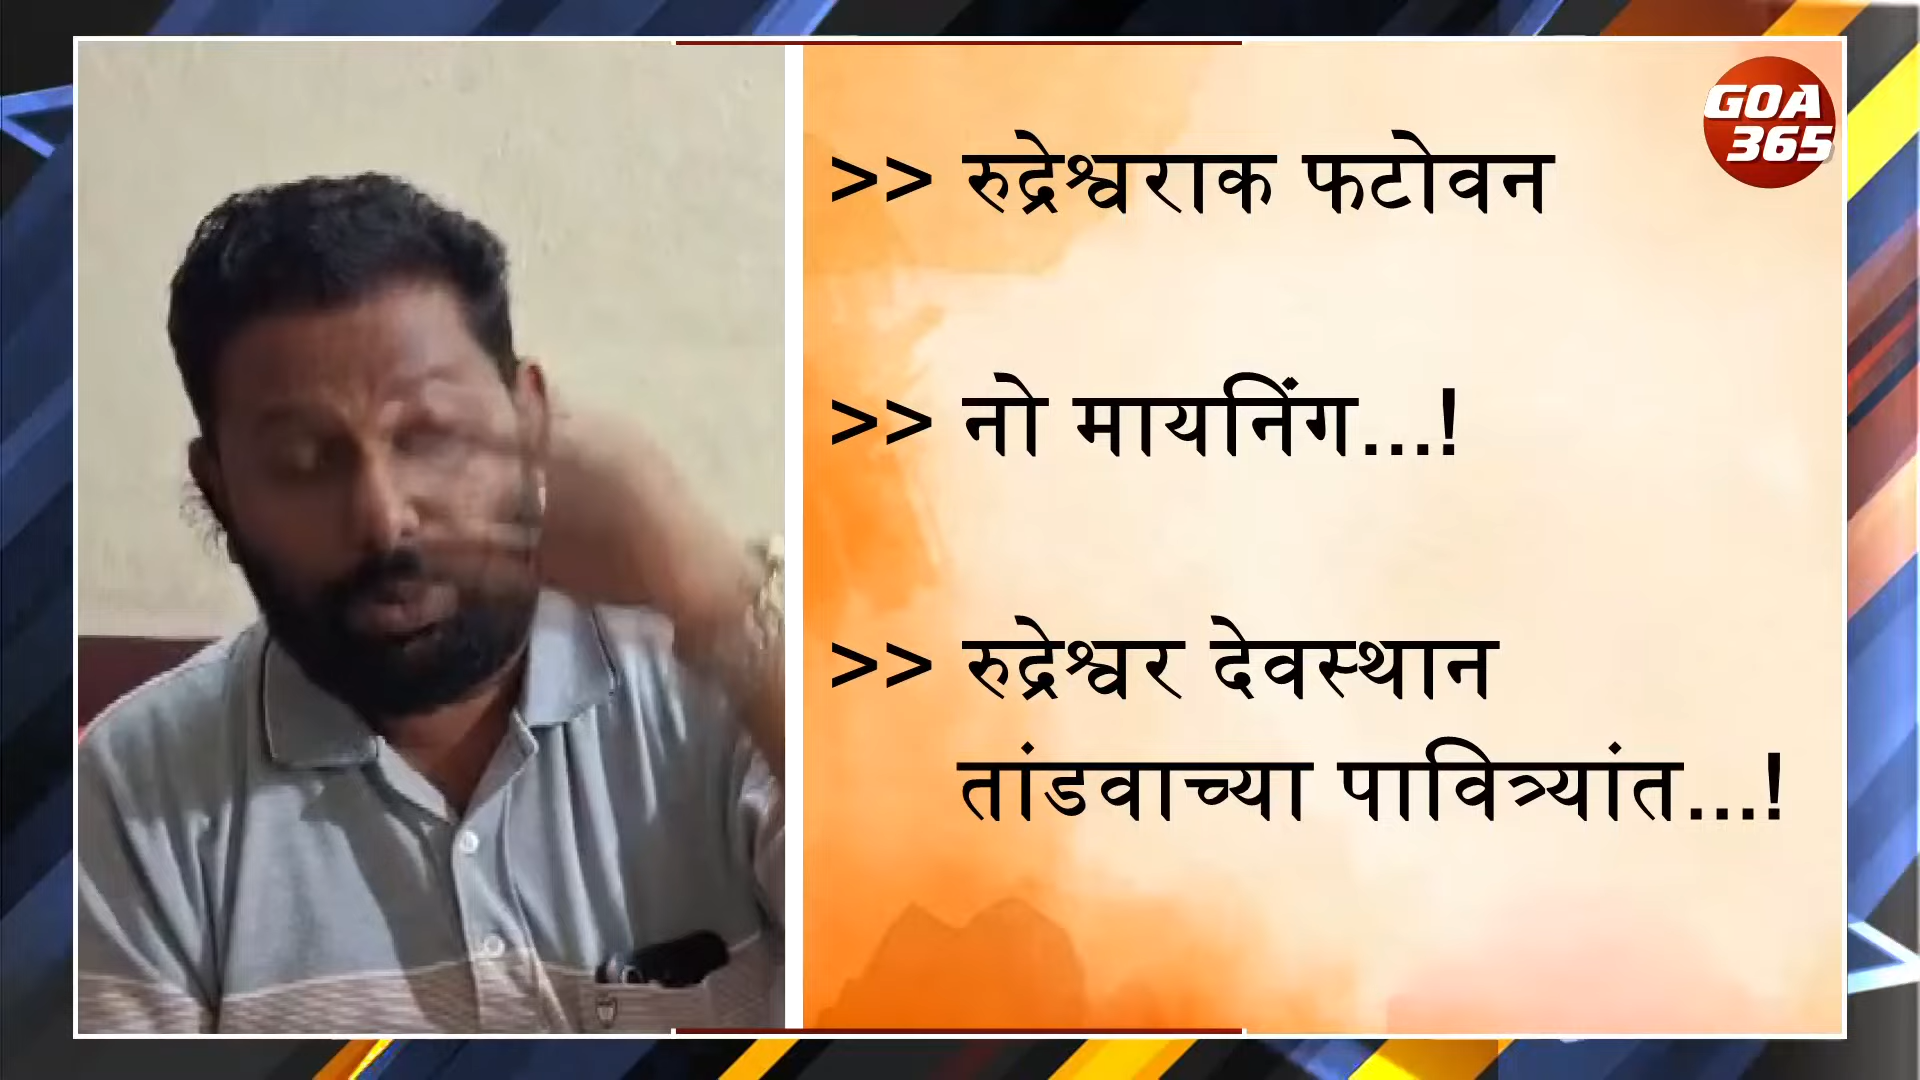 GOA
365
>> रुद्रेश्वराक फटोवन
>> नो मायनिंग...!
>> रुद्रेश्वर देवस्थान
तांडवाच्या पावित्र्यांत...!